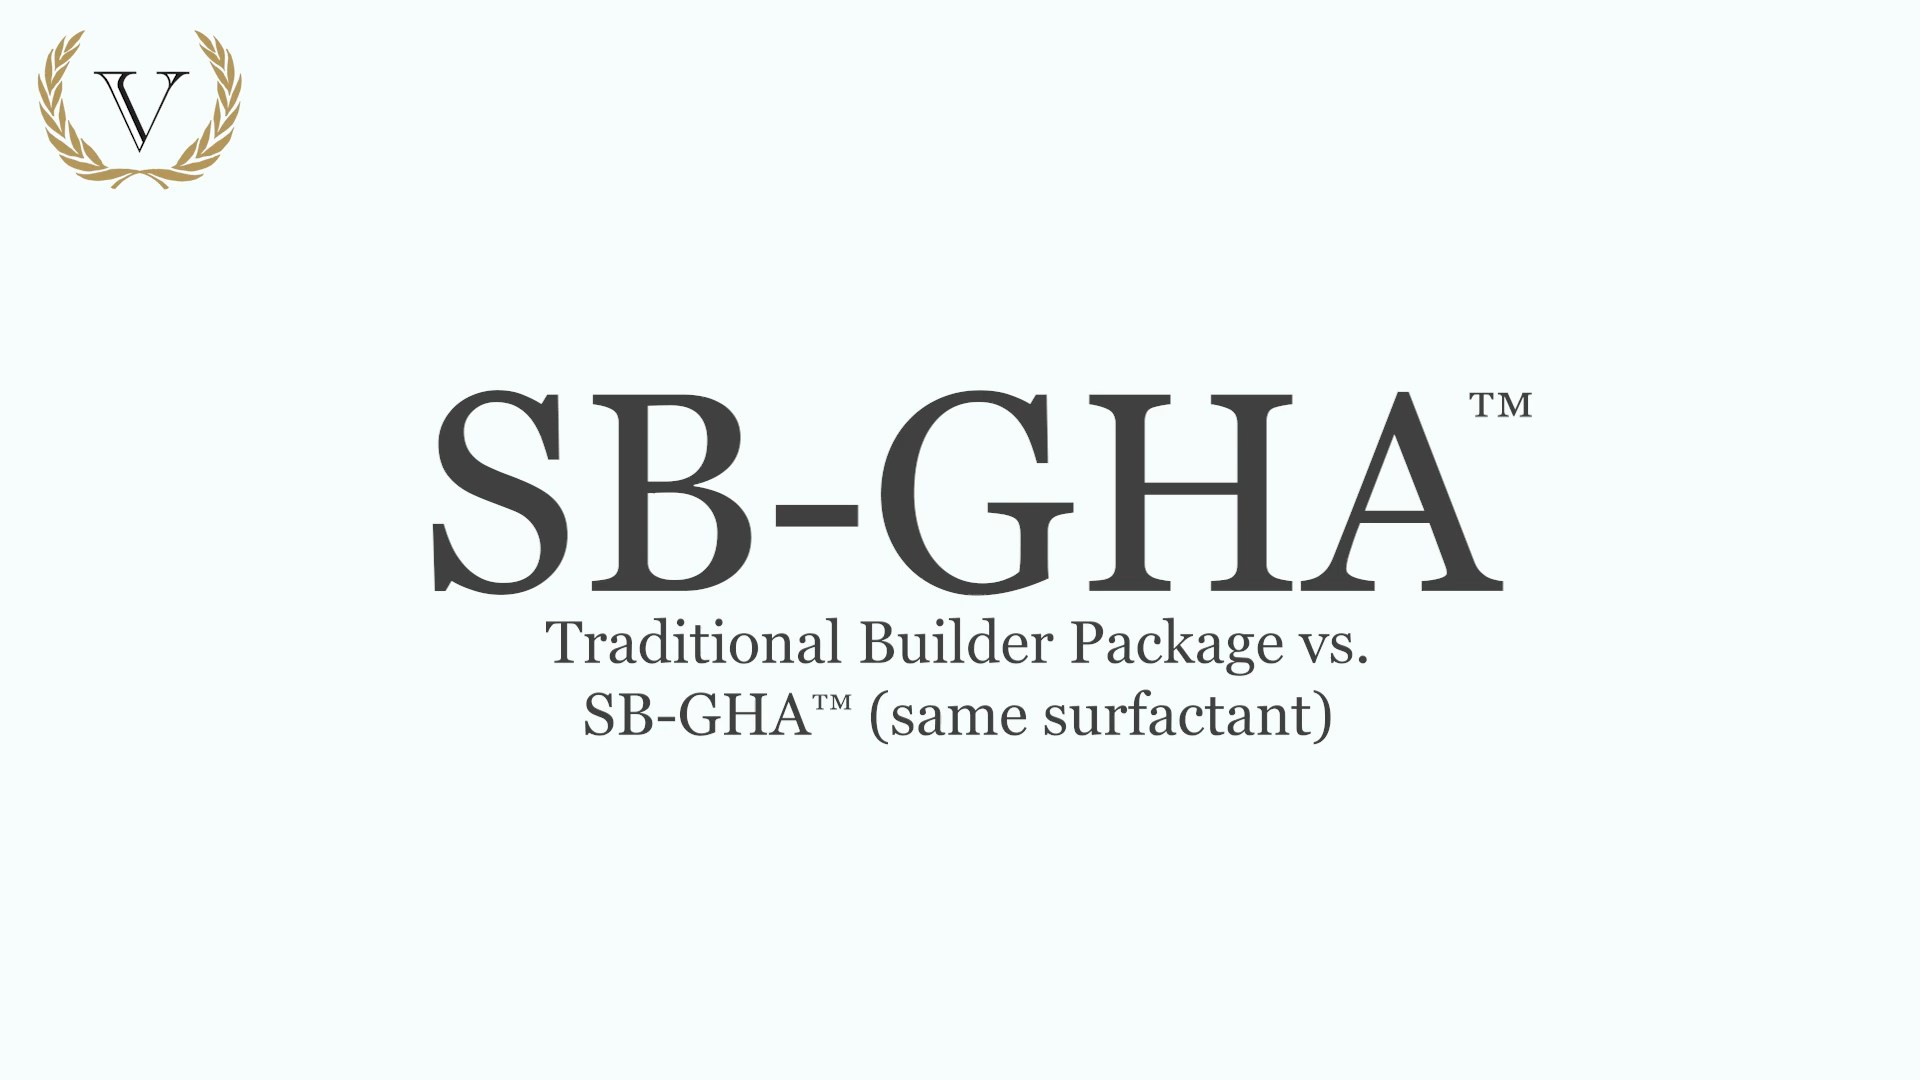 V
SB-GHA™
Traditional Builder Package vs.
SB-GHA™ (same surfactant)